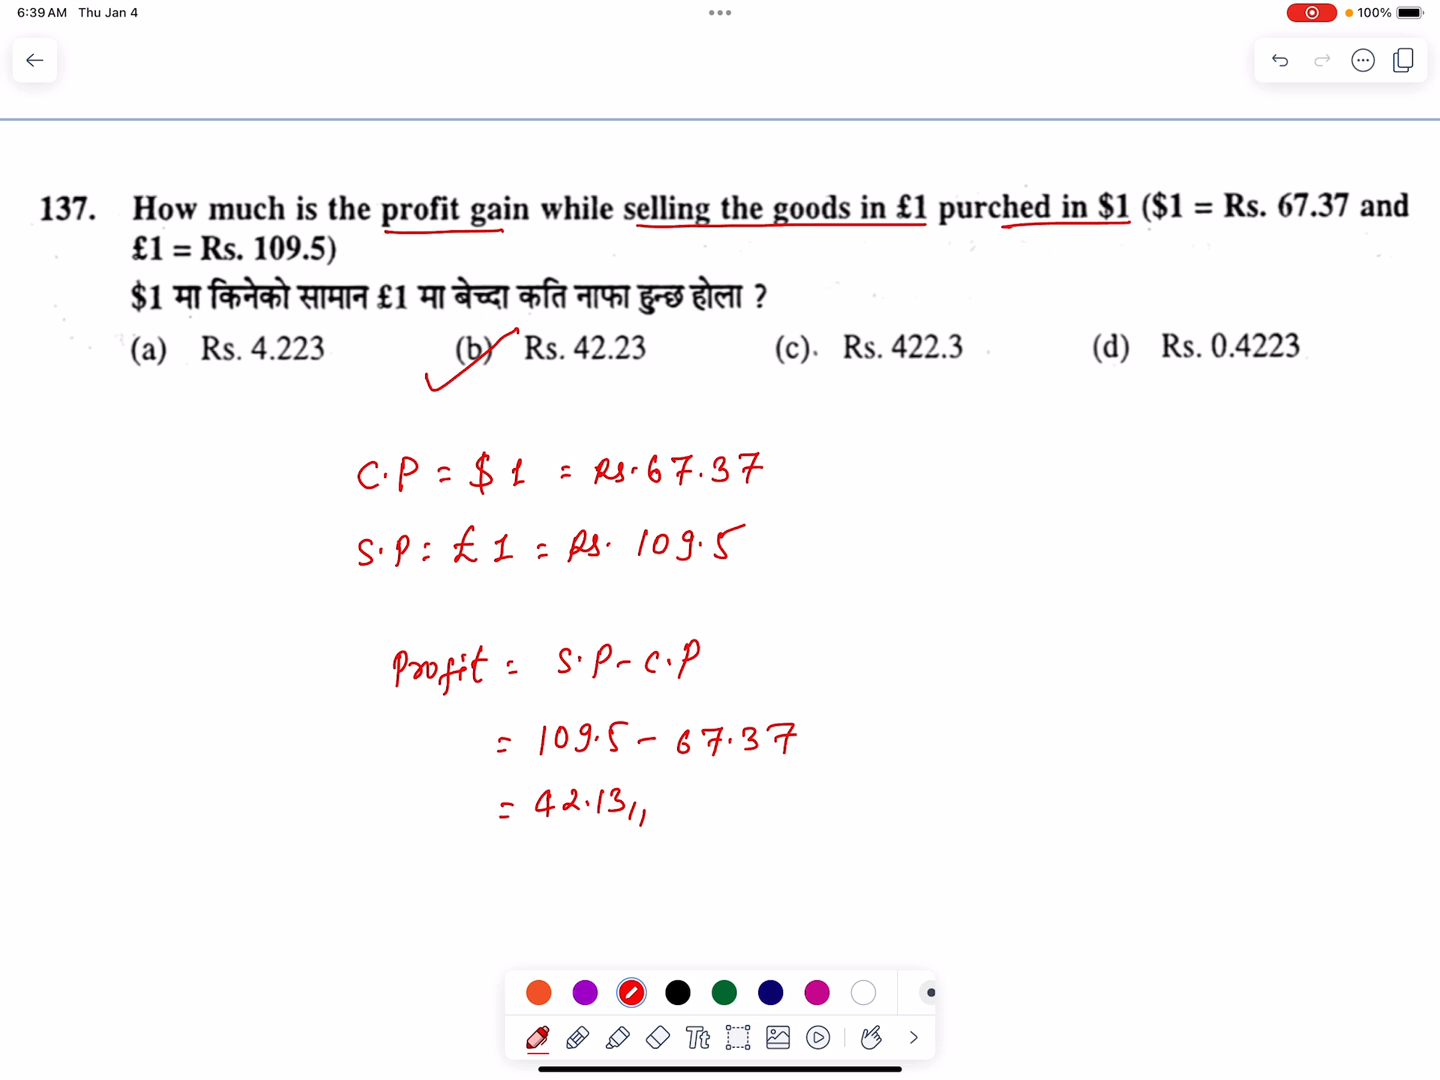 6:39 AM Thu Jan 4
100%
137. How much is the profit gain while selling the goods in £1 purched in $1 ($1 = Rs. 67.37 and
£1 = Rs. 109.5)
$1 मा किनेको सामान £1 मा बेच्दा कति नाफा हुन्छ होला ?
(a) Rs. 4.223 (b) Rs. 42.23 (c). Rs. 422.3 (d) Rs. 0.4223
C.P = $ 1 = Rs. 67.37
S.P = £ 1 = Rs. 109.5
Profit = S.P - C.P
= 109.5 - 67.37
= 42.13 //
Tt